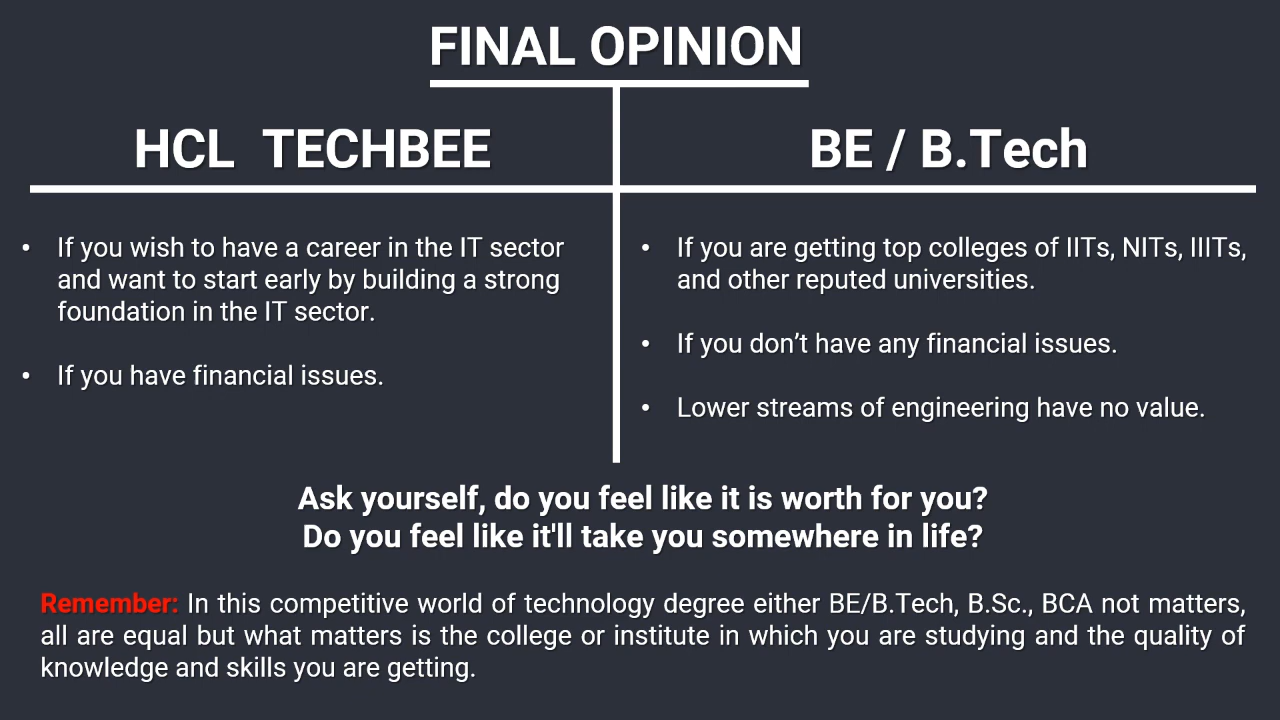 FINAL OPINION
HCL TECHBEE
BE / B.Tech
• If you wish to have a career in the IT sector
and want to start early by building a strong
foundation in the IT sector.
• If you have financial issues.
• If you are getting top colleges of IITs, NITs, IIITs,
and other reputed universities.
• If you don’t have any financial issues.
• Lower streams of engineering have no value.
Ask yourself, do you feel like it is worth for you?
Do you feel like it'll take you somewhere in life?
Remember: In this competitive world of technology degree either BE/B.Tech, B.Sc., BCA not matters,
all are equal but what matters is the college or institute in which you are studying and the quality of
knowledge and skills you are getting.